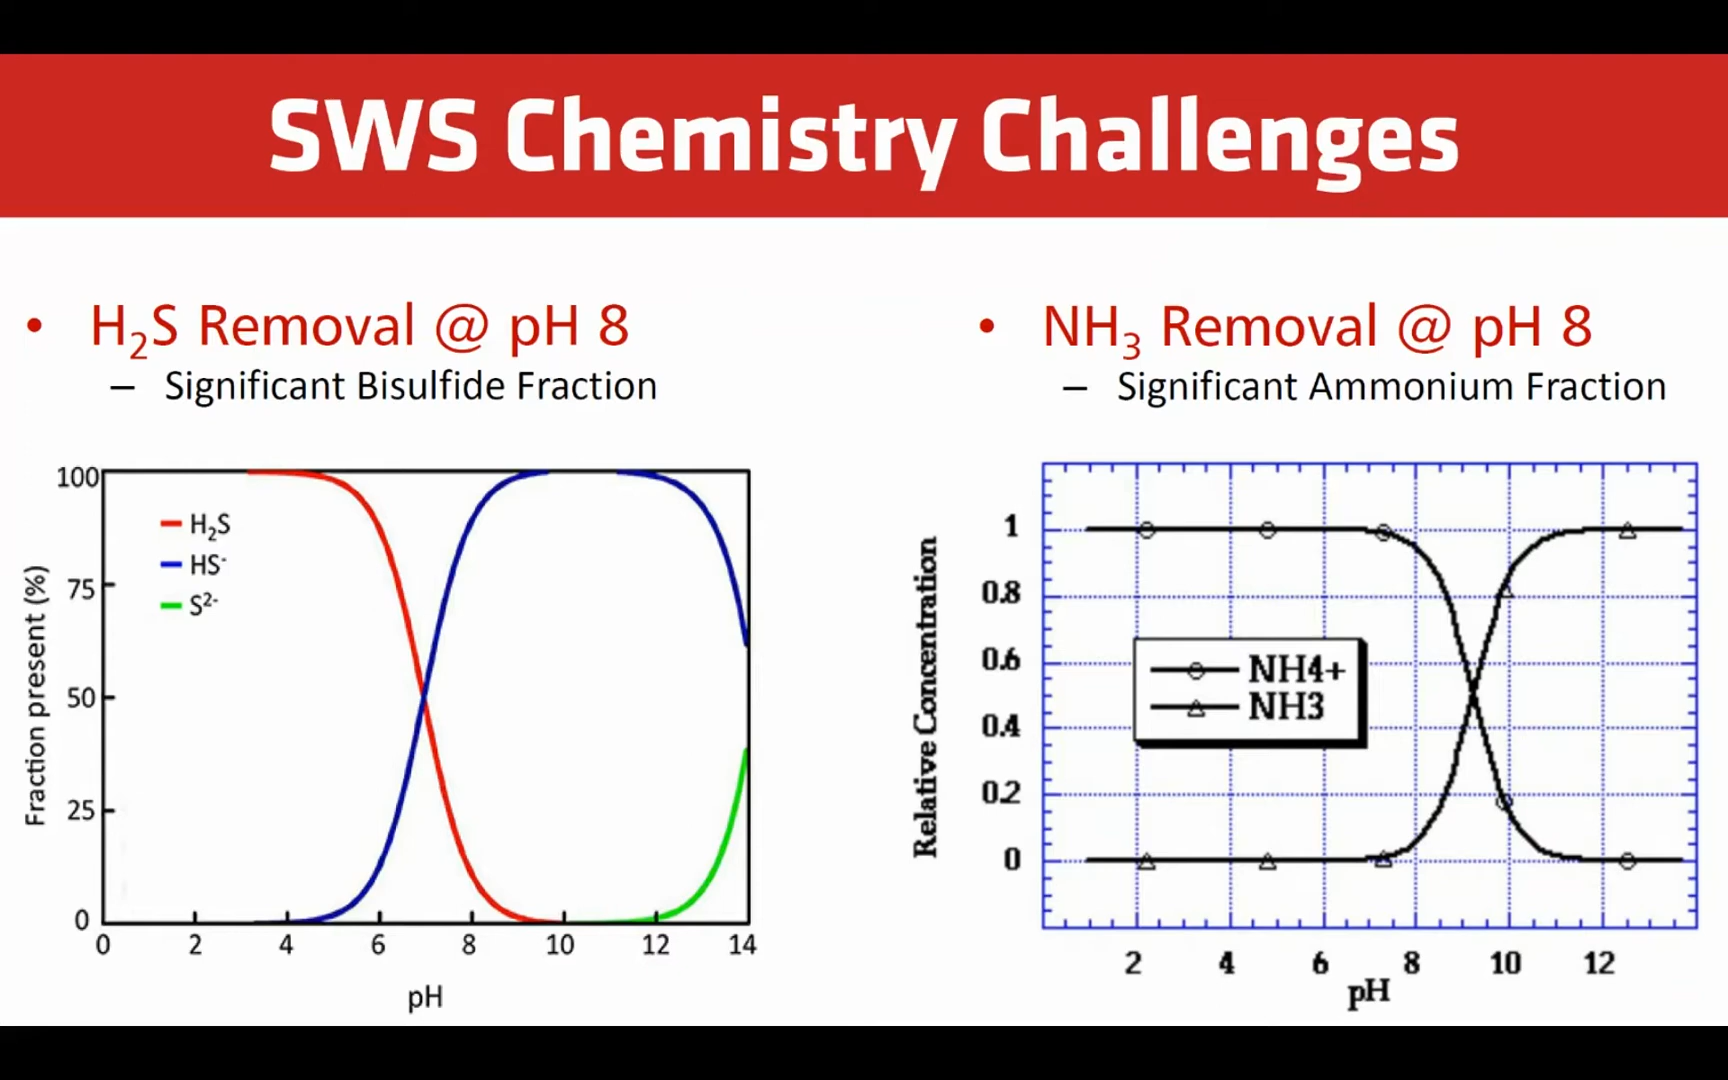 SWS Chemistry Challenges
• H₂S Removal @ pH 8
– Significant Bisulfide Fraction
• NH₃ Removal @ pH 8
– Significant Ammonium Fraction
Fraction present (%)
100
75
50
25
0
H₂S
HS⁻
S²⁻
0 2 4 6 8 10 12 14
pH
Relative Concentration
1
0.8
0.6
0.4
0.2
0
NH4+
NH3
2 4 6 8 10 12
pH